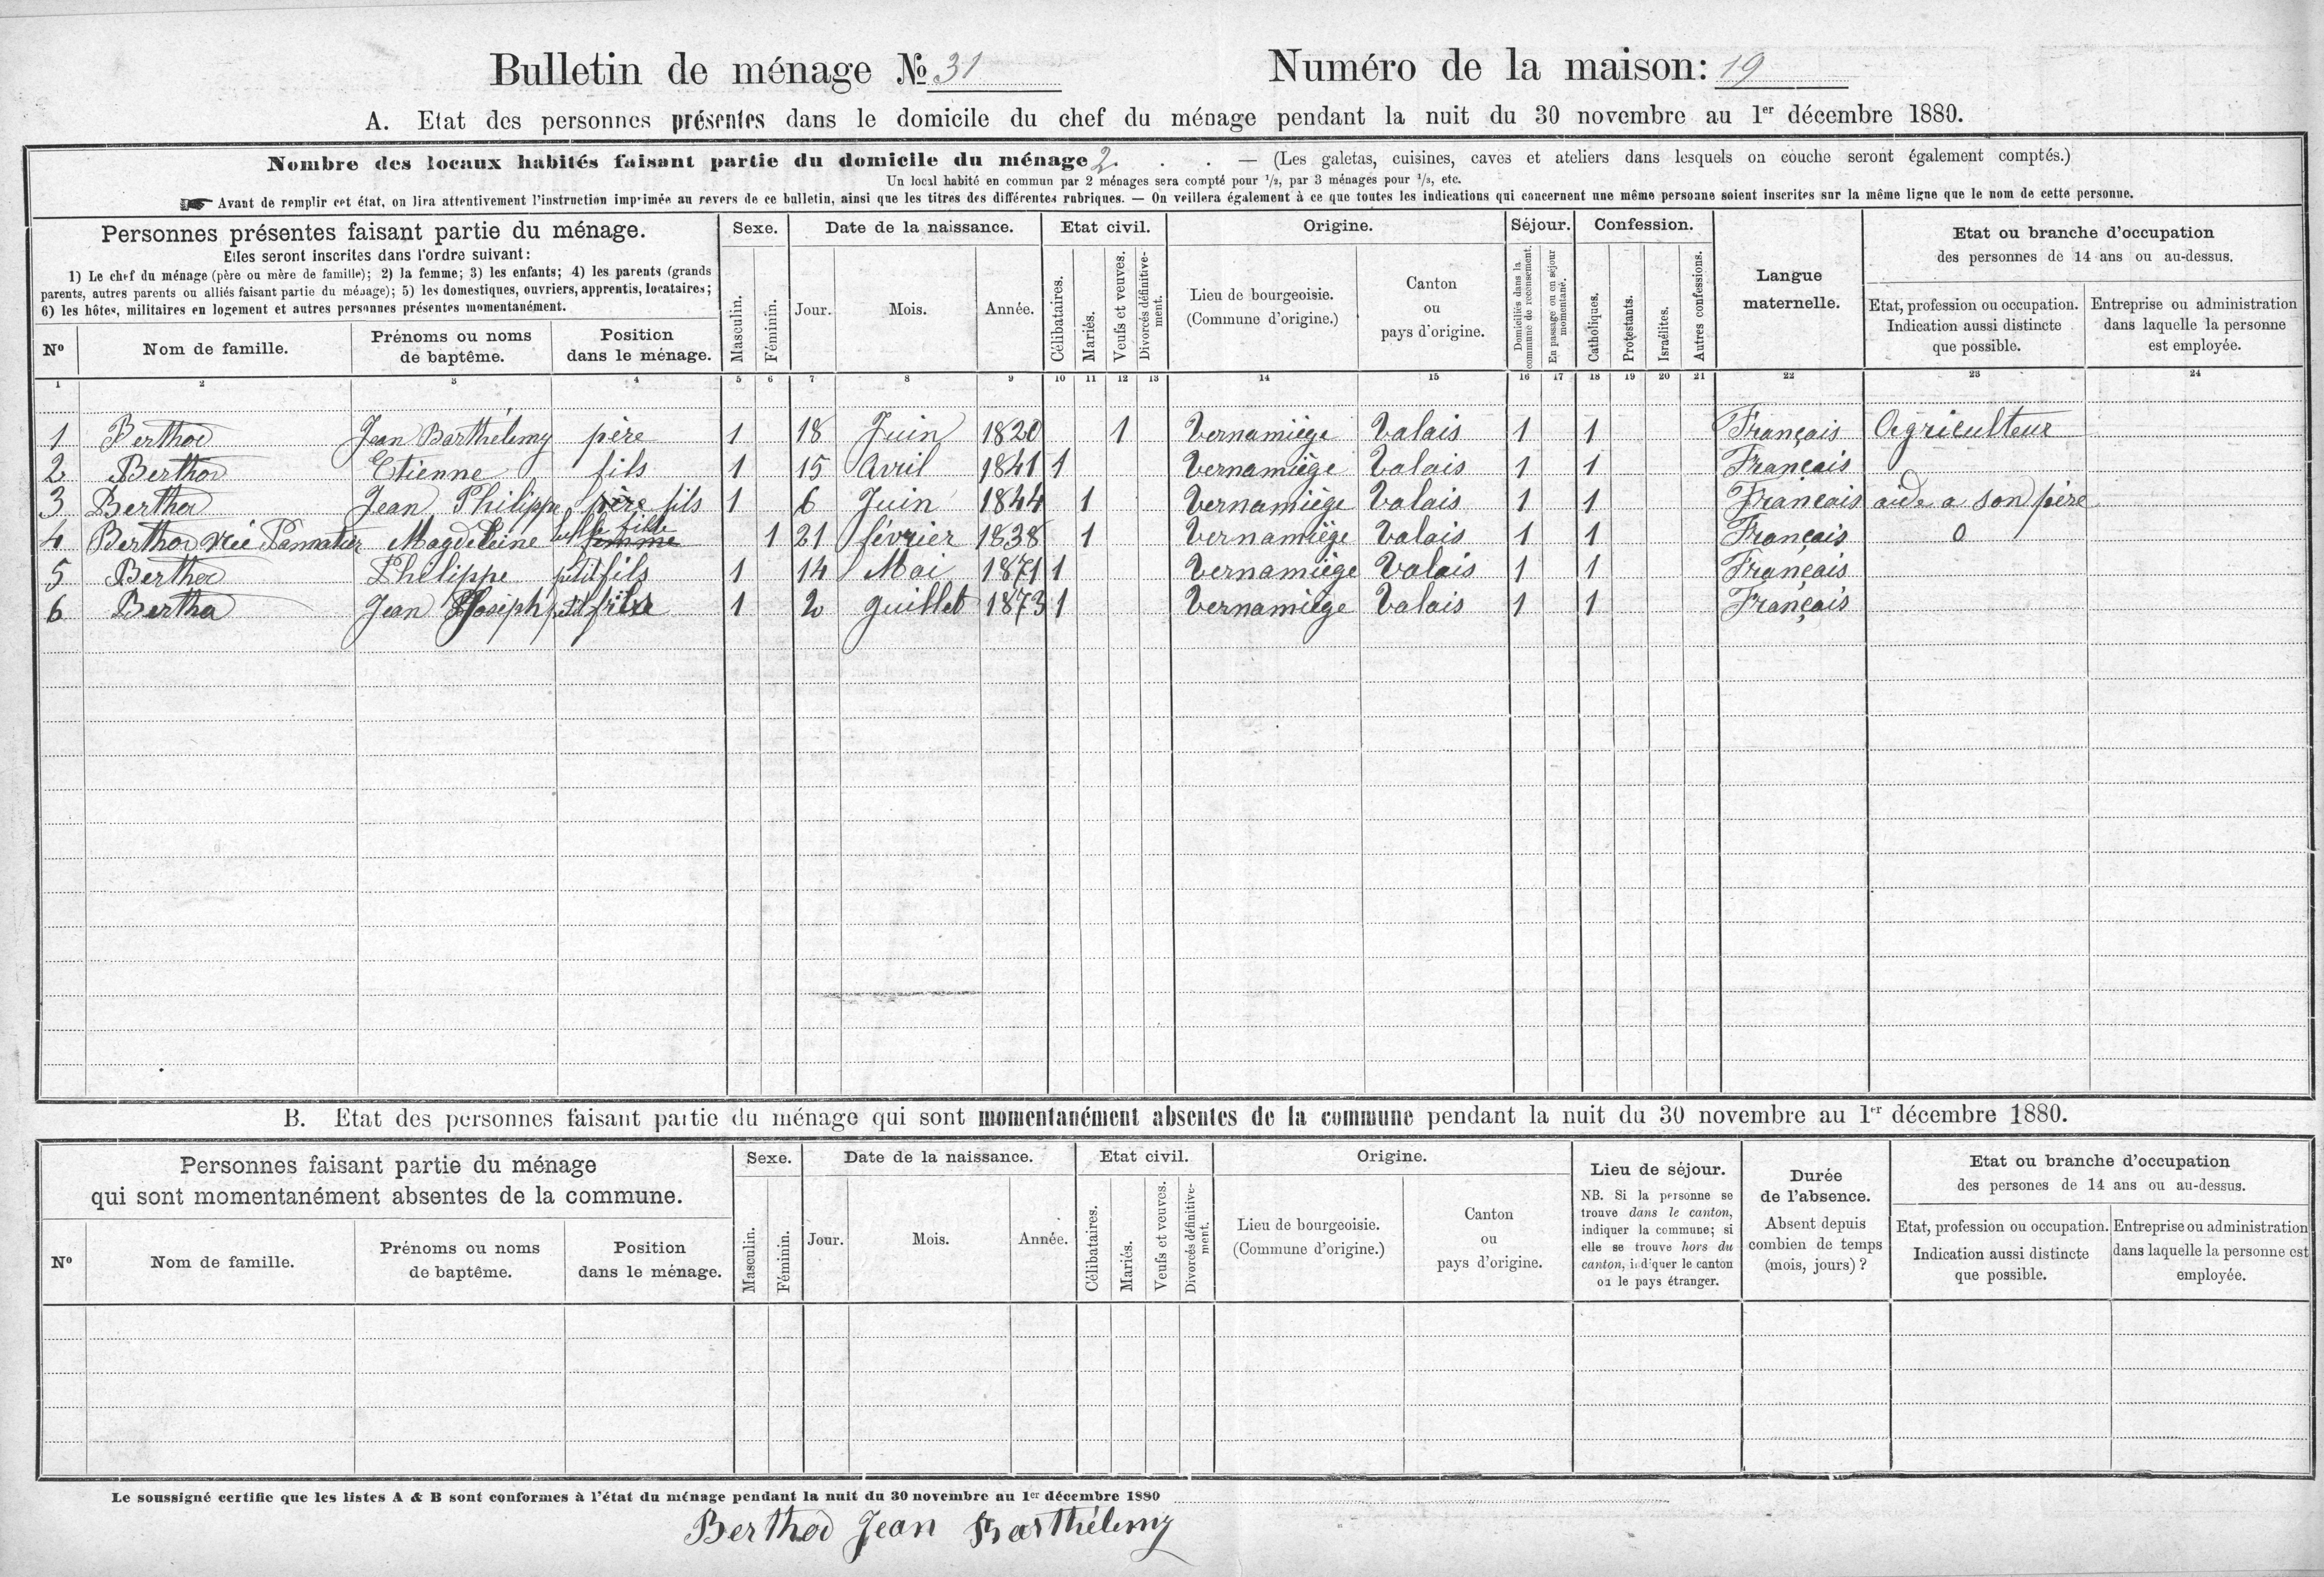 Bulletin de ménage № 31 Numéro de la maison: 19
A. Etat des personnes présentes dans le domicile du chef du ménage pendant la nuit du 30 novembre au 1er décembre 1880.
Nombre des locaux habités faisant partie du domicile du ménage 2. . . — (Les galetas, cuisines, caves et ateliers dans lesquels on couche seront également comptés.)
Un local habité en commun par 2 ménages sera compté pour 1/2, par 3 ménages pour 1/3, etc.
Avant de remplir cet état, on lira attentivement l'instruction imprimée au revers de ce bulletin, ainsi que les titres des différentes rubriques. — On veillera également à ce que toutes les indications qui concernent une même personne soient inscrites sur la même ligne que le nom de cette personne.
Personnes présentes faisant partie du ménage.
Elles seront inscrites dans l'ordre suivant:
1) Le chef du ménage (père ou mère de famille); 2) la femme; 3) les enfants; 4) les parents (grands
parents, autres parents ou alliés faisant partie du ménage); 5) les domestiques, ouvriers, apprentis, locataires;
6) les hôtes, militaires en logement et autres personnes présentes momentanément.
Nº
Nom de famille.
Prénoms ou noms
de baptême.
Position
dans le ménage.
Sexe.
Masculin.
Féminin.
Date de la naissance.
Jour.
Mois.
Année.
Etat civil.
Célibataires.
Mariés.
Veufs et veuves.
Divorcés définitive-
ment.
Origine.
Lieu de bourgeoisie.
(Commune d'origine.)
Canton
ou
pays d'origine.
Séjour.
Domiciliés dans la
commune de recensement.
En passage ou en séjour
momentané.
Confession.
Catholiques.
Protestants.
Israélites.
Autres confessions.
Langue
maternelle.
Etat ou branche d'occupation
des personnes de 14 ans ou au-dessus.
Etat, profession ou occupation.
Indication aussi distincte
que possible.
Entreprise ou administration
dans laquelle la personne
est employée.
1 2 3 4 5 6 7 8 9 10 11 12 13 14 15 16 17 18 19 20 21 22 23 24
1 Berthod Jean Barthélemy père 1 18 Juin 1820 1 Vernamiège Valais 1 1 Français Agriculteur
2 Berthod Etienne fils 1 15 Avril 1841 1 Vernamiège Valais 1 1 Français
3 Berthod Jean Philippe père fils 1 6 Juin 1844 1 Vernamiège Valais 1 1 Français aide a son père
4 Berthod née Pannatier Magdeleine belle fille femme 1 21 février 1838 1 Vernamiège Valais 1 1 Français 0
5 Berthod Philippe petit fils 1 14 Mai 1871 1 Vernamiège Valais 1 1 Français
6 Berthod Jean Joseph petit fils 1 2 Juillet 1873 1 Vernamiège Valais 1 1 Français
B. Etat des personnes faisant partie du ménage qui sont momentanément absentes de la commune pendant la nuit du 30 novembre au 1er décembre 1880.
Personnes faisant partie du ménage
qui sont momentanément absentes de la commune.
Nº
Nom de famille.
Prénoms ou noms
de baptême.
Position
dans le ménage.
Sexe.
Masculin.
Féminin.
Date de la naissance.
Jour.
Mois.
Année.
Etat civil.
Célibataires.
Mariés.
Veufs et veuves.
Divorcés définitive-
ment.
Origine.
Lieu de bourgeoisie.
(Commune d'origine.)
Canton
ou
pays d'origine.
Lieu de séjour.
NB. Si la personne se
trouve dans le canton,
indiquer la commune; si
elle se trouve hors du
canton, indiquer le canton
ou le pays étranger.
Durée
de l'absence.
Absent depuis
combien de temps
(mois, jours)?
Etat ou branche d'occupation
des persones de 14 ans ou au-dessus.
Etat, profession ou occupation.
Indication aussi distincte
que possible.
Entreprise ou administration
dans laquelle la personne est
employée.
Le soussigné certifie que les listes A & B sont conformes à l'état du ménage pendant la nuit du 30 novembre au 1er décembre 1880
Berthod Jean Barthélemy